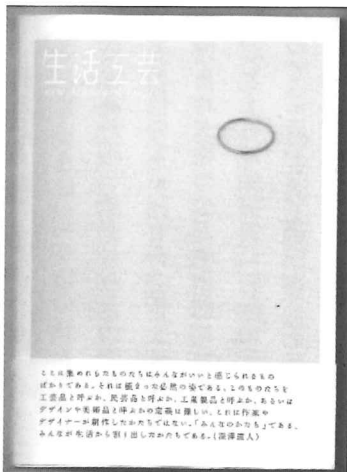 生活工芸
ここに集められたものたちはみんながいいと感じられるもの
ばかりである。それは極まった必然の姿である。このものたちを
工芸品と呼ぶか、民芸品と呼ぶか、工業製品と呼ぶか、あるいは
デザインや美術品と呼ぶかの定義は難しい。これは作家や
デザイナーが創作したかたちではない。「みんなのかたち」である。
みんなが生活から割り出したかたちである。(深澤直人)